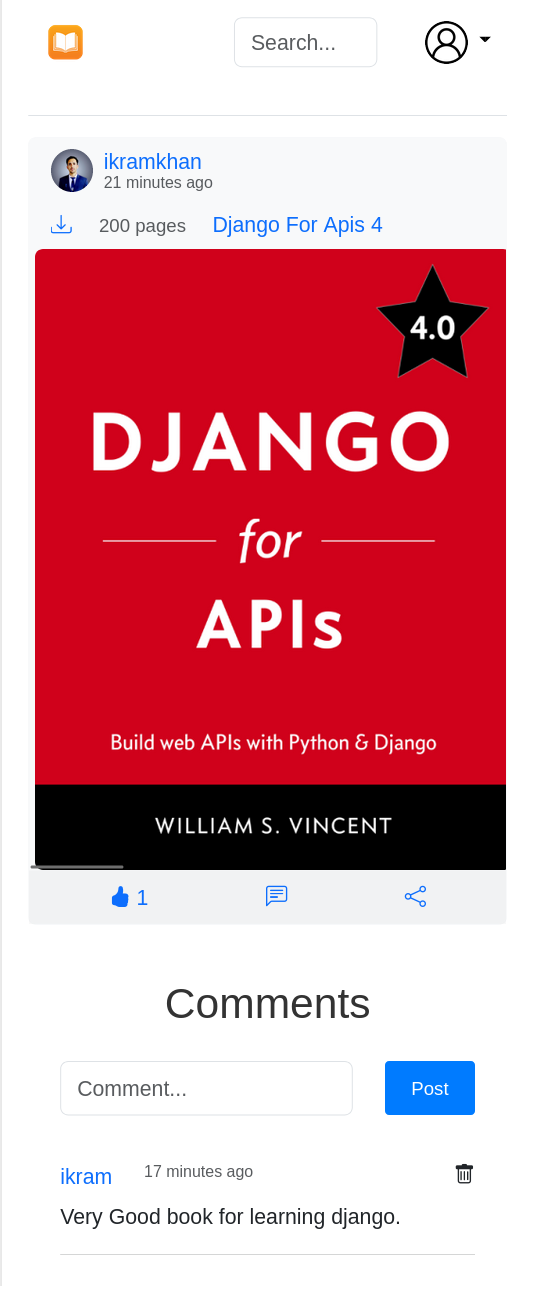 Search...
ikramkhan
21 minutes ago
200 pages Django For Apis 4
4.0
DJANGO
for
APIs
Build web APIs with Python & Django
WILLIAM S. VINCENT
1
Comments
Comment... Post
ikram 17 minutes ago
Very Good book for learning django.